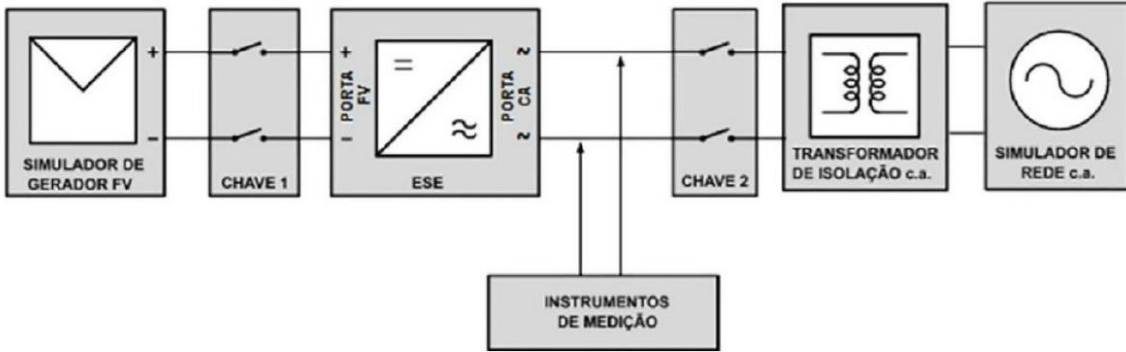 +
−
SIMULADOR DE
GERADOR FV
CHAVE 1
+
−
PORTA
FV
PORTA
CA
~
~
ESE
CHAVE 2
TRANSFORMADOR
DE ISOLAÇÃO c.a.
SIMULADOR DE
REDE c.a.
INSTRUMENTOS
DE MEDIÇÃO